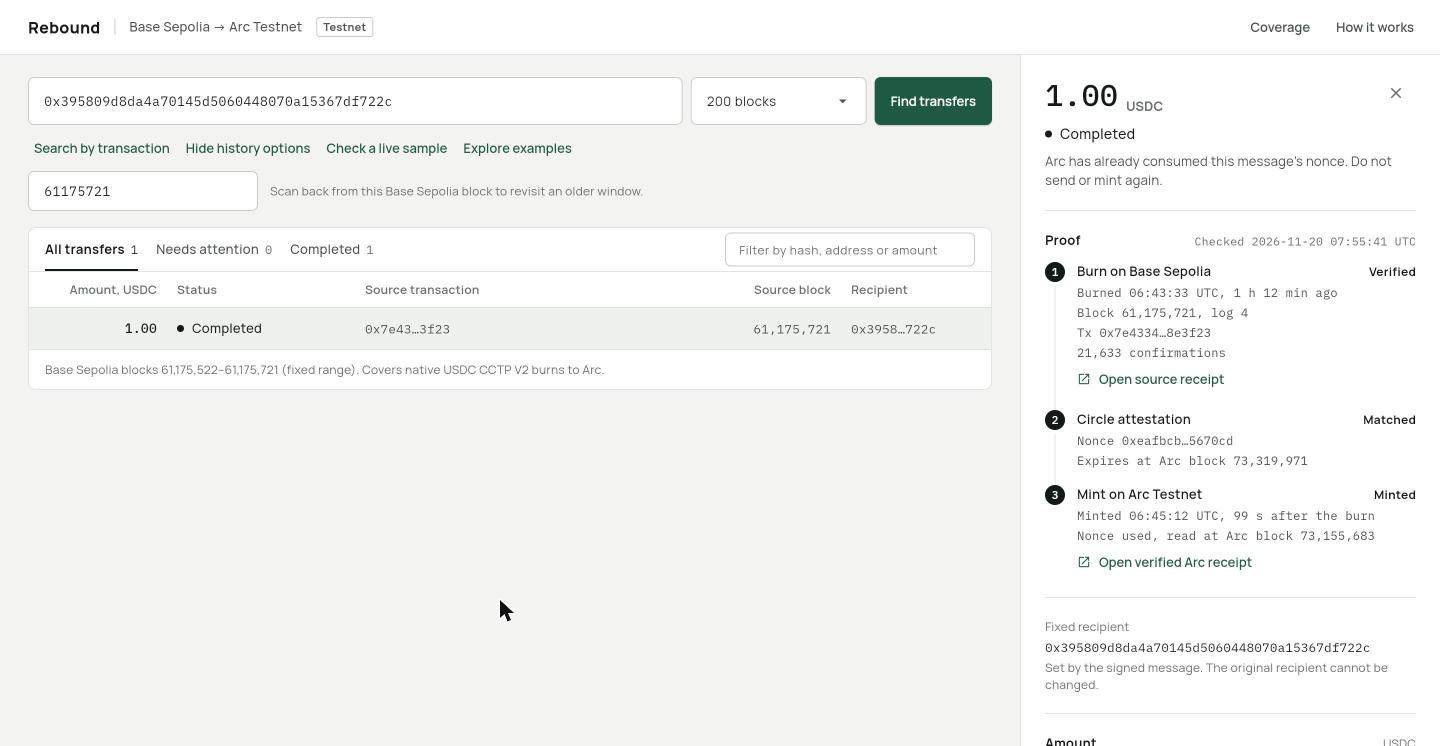 Rebound
Base Sepolia → Arc Testnet
Testnet
Coverage
How it works
0x395809d8da4a70145d5060448070a15367df722c
200 blocks
Find transfers
Search by transaction
Hide history options
Check a live sample
Explore examples
61175721
Scan back from this Base Sepolia block to revisit an older window.
All transfers 1
Needs attention 0
Completed 1
Filter by hash, address or amount
Amount, USDC
Status
Source transaction
Source block
Recipient
1.00
Completed
0x7e43…3f23
61,175,721
0x3958…722c
Base Sepolia blocks 61,175,522–61,175,721 (fixed range). Covers native USDC CCTP V2 burns to Arc.
1.00 USDC
Completed
Arc has already consumed this message's nonce. Do not
send or mint again.
Proof
Checked 2026-11-20 07:55:41 UTC
1
Burn on Base Sepolia
Verified
Burned 06:43:33 UTC, 1 h 12 min ago
Block 61,175,721, log 4
Tx 0x7e4334…8e3f23
21,633 confirmations
Open source receipt
2
Circle attestation
Matched
Nonce 0xeafbcb…5670cd
Expires at Arc block 73,319,971
3
Mint on Arc Testnet
Minted
Minted 06:45:12 UTC, 99 s after the burn
Nonce used, read at Arc block 73,155,683
Open verified Arc receipt
Fixed recipient
0x395809d8da4a70145d5060448070a15367df722c
Set by the signed message. The original recipient cannot be
changed.
Amount
USDC